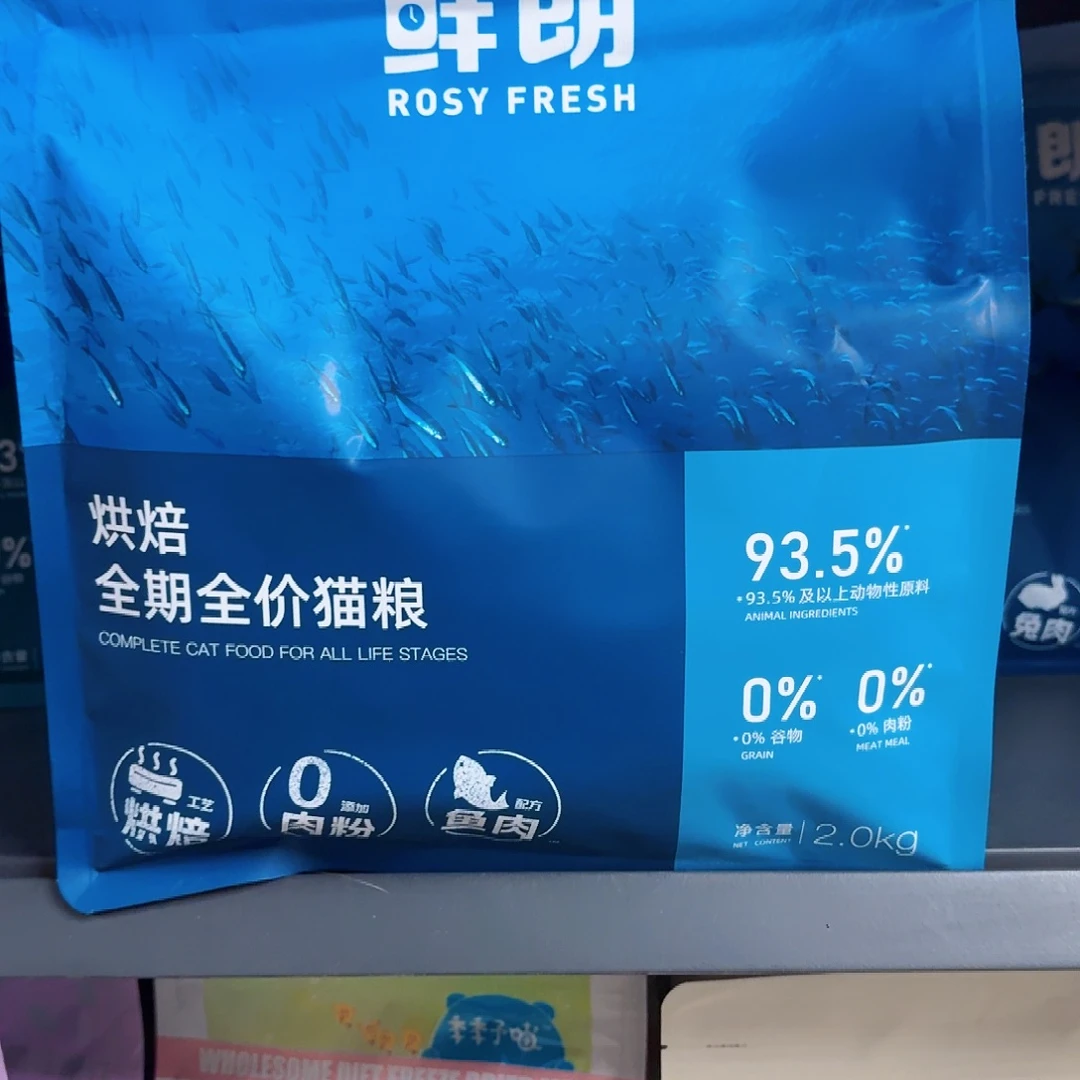 鲜朗
ROSY FRESH
烘焙
全期全价猫粮
COMPLETE CAT FOOD FOR ALL LIFE STAGES
93.5%*
*93.5% 及以上动物性原料
ANIMAL INGREDIENTS
0%*
*0% 谷物
GRAIN
0%*
*0% 肉粉
MEAT MEAL
工艺
烘焙
0
添加
肉粉
配方
鱼肉
净含量
NET CONTENT
2.0kg
朗
FRE
兔肉
%
WHOLESOME DIET FREEZE